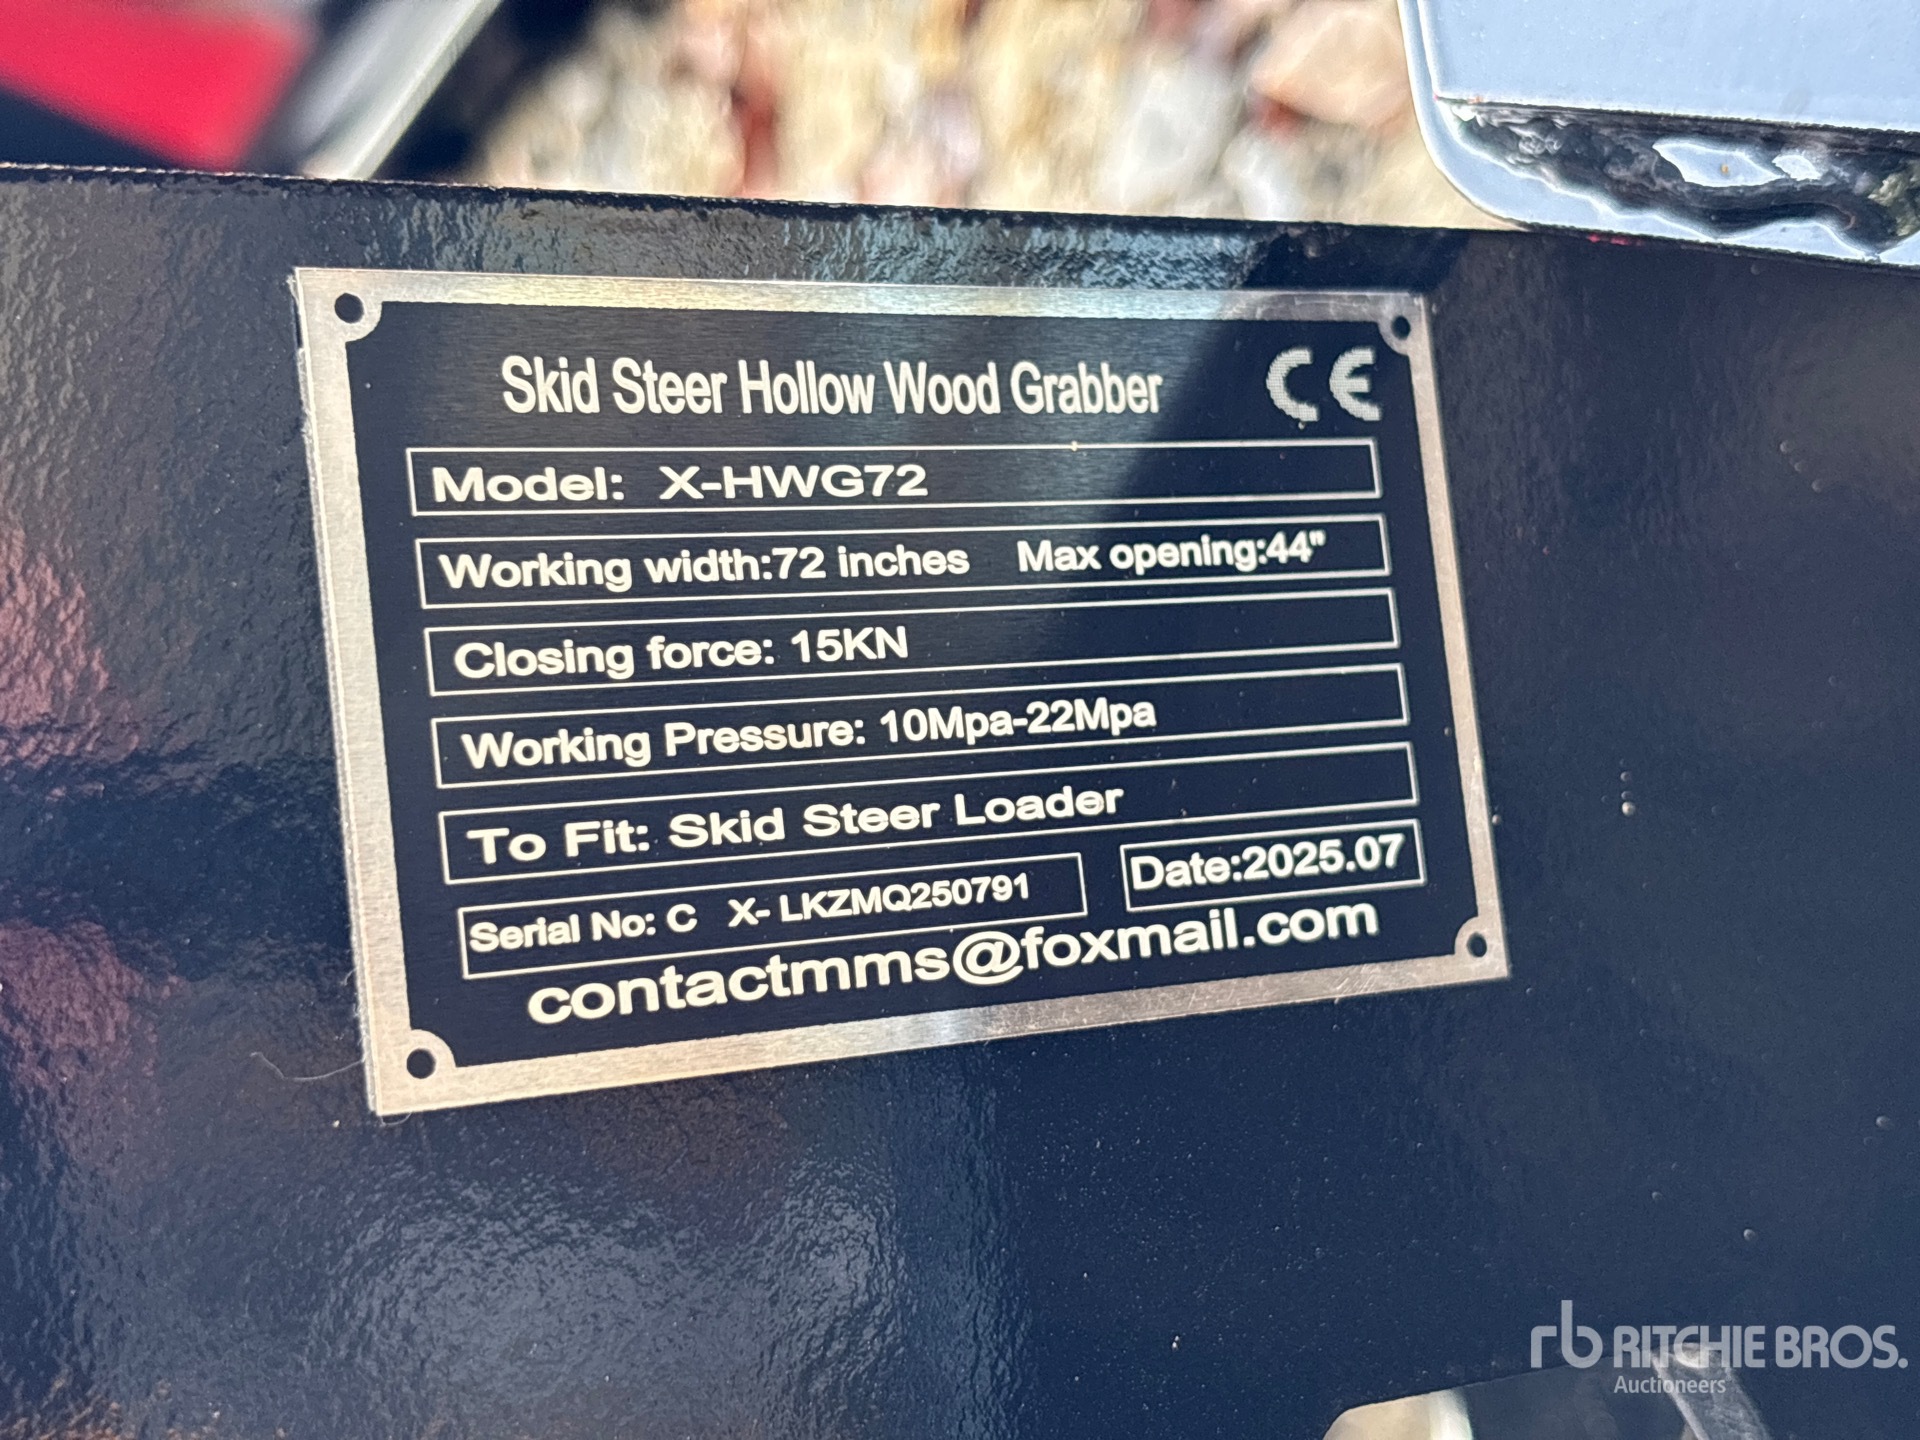 Skid Steer Hollow Wood Grabber CE
Model: X-HWG72
Working width:72 inches Max opening:44"
Closing force: 15KN
Working Pressure: 10Mpa-22Mpa
To Fit: Skid Steer Loader
Serial No: C X- LKZMQ250791 Date:2025.07
contactmms@foxmail.com
rb RITCHIE BROS.
Auctioneers